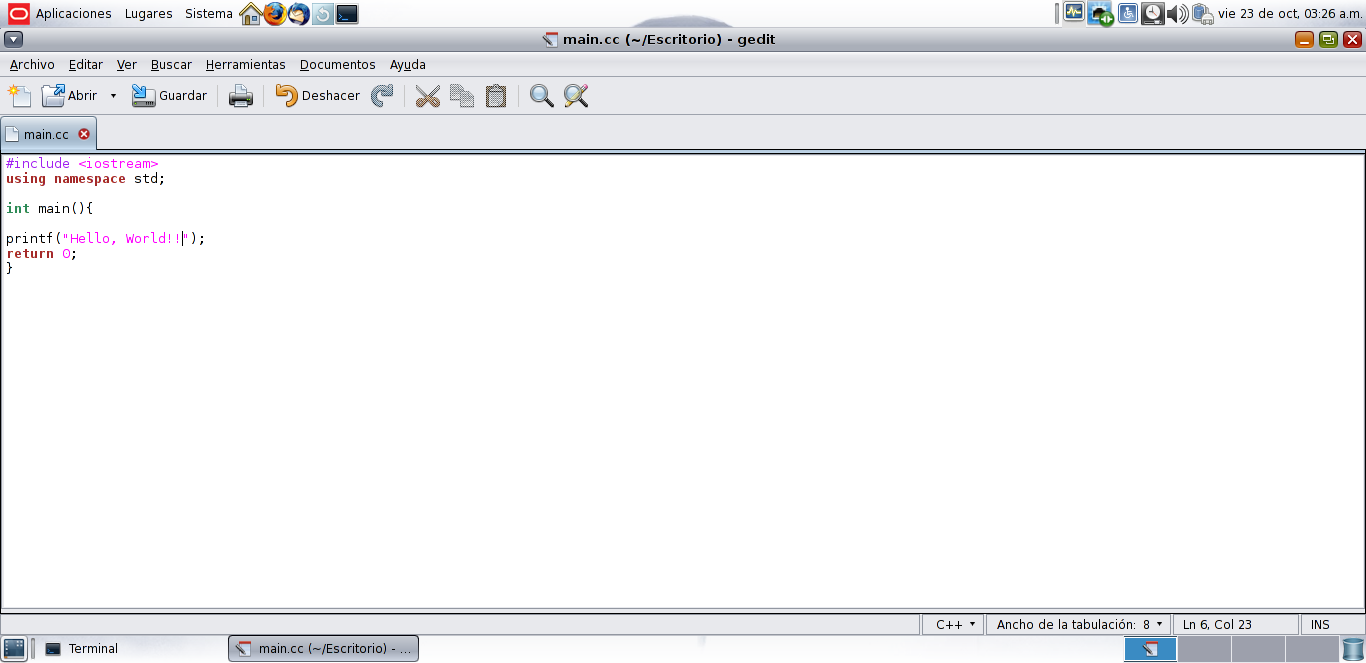 Aplicaciones Lugares Sistema vie 23 de oct, 03:26 a.m.
main.cc (~/Escritorio) - gedit
Archivo Editar Ver Buscar Herramientas Documentos Ayuda
Abrir Guardar Deshacer
main.cc
#include <iostream>
using namespace std;
int main(){
printf("Hello, World!!");
return 0;
}
C++ Ancho de la tabulación: 8 Ln 6, Col 23 INS
Terminal main.cc (~/Escritorio) - ...